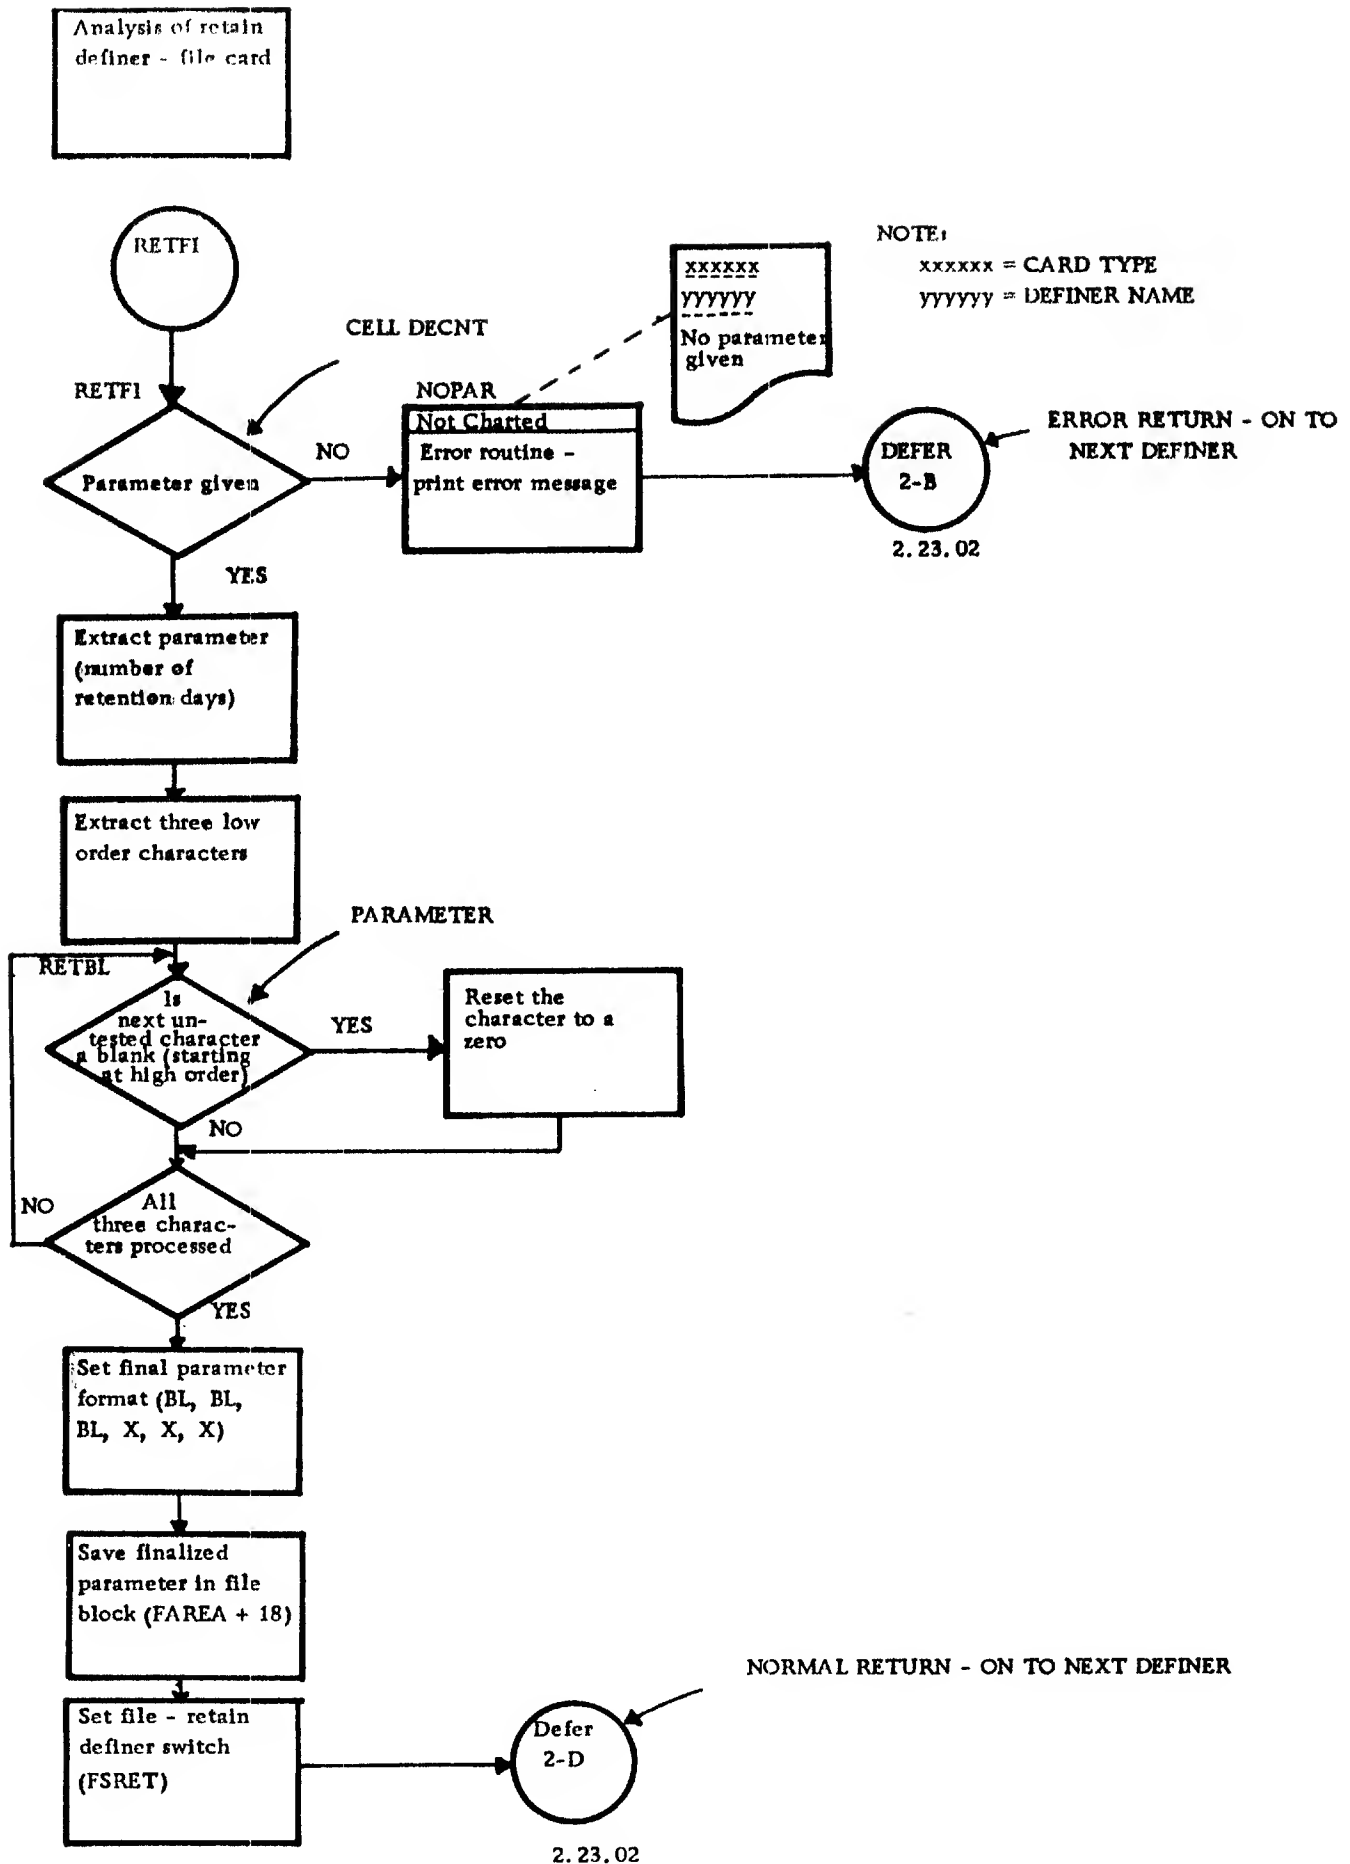 Analysis of retain
definer - file card
RETFI
NOTE:
xxxxxx = CARD TYPE
yyyyyy = DEFINER NAME
xxxxxx
yyyyyy
No parameter
given
CELL DECNT
RETFI
Parameter given
NO
NOPAR
Not Charted
Error routine -
print error message
DEFER
2-B
2.23.02
ERROR RETURN - ON TO
NEXT DEFINER
YES
Extract parameter
(number of
retention days)
Extract three low
order characters
PARAMETER
RETBL
Is
next un-
tested character
a blank (starting
at high order)
YES
Reset the
character to a
zero
NO
All
three charac-
ters processed
NO
YES
Set final parameter
format (BL, BL,
BL, X, X, X)
Save finalized
parameter in file
block (FAREA + 18)
Set file - retain
definer switch
(FSRET)
Defer
2-D
2.23.02
NORMAL RETURN - ON TO NEXT DEFINER